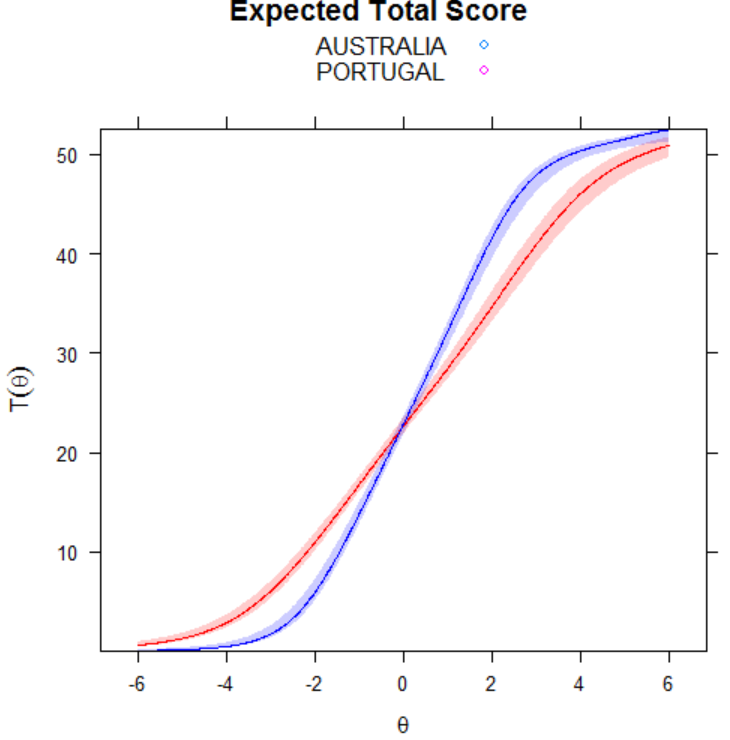 Expected Total Score
AUSTRALIA
PORTUGAL
50
40
30
20
10
T(θ)
-6 -4 -2 0 2 4 6
θ